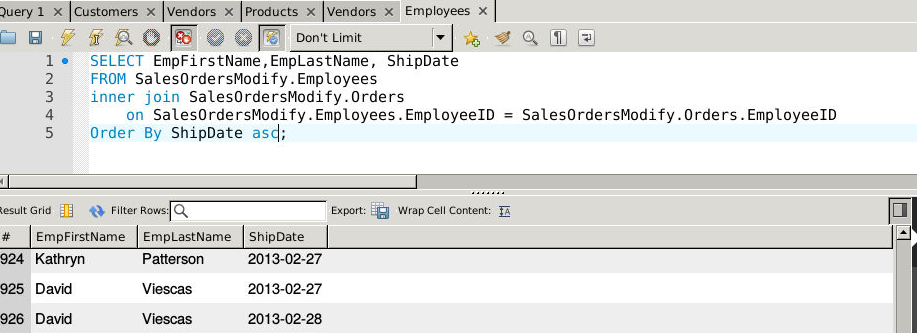 Query 1 Customers Vendors Products Vendors Employees
Don't Limit
1 SELECT EmpFirstName,EmpLastName, ShipDate
2 FROM SalesOrdersModify.Employees
3 inner join SalesOrdersModify.Orders
4 on SalesOrdersModify.Employees.EmployeeID = SalesOrdersModify.Orders.EmployeeID
5 Order By ShipDate asc;
Result Grid Filter Rows: Export: Wrap Cell Content: IA
# EmpFirstName EmpLastName ShipDate
924 Kathryn Patterson 2013-02-27
925 David Viescas 2013-02-27
926 David Viescas 2013-02-28